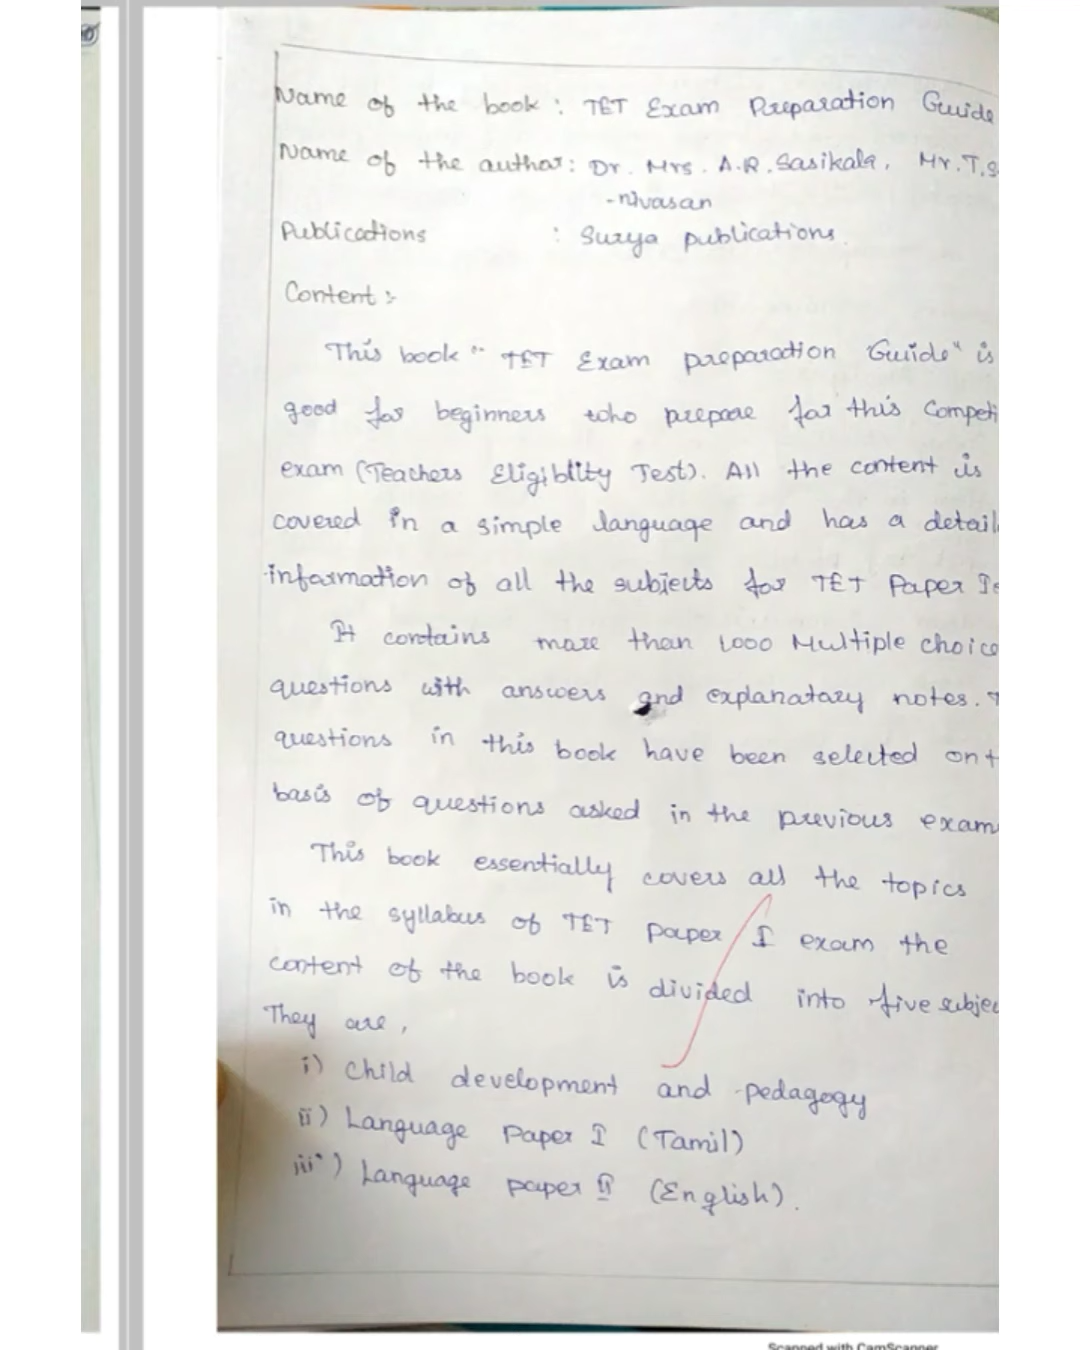 Name of the book : TET Exam Preparation Guide
Name of the author : Dr. Mrs. A.R. Sasikala, Mr. T.S
-nivasan
Publications : Surya publications.
Content :-
This book "TET Exam preparation Guide" is
good for beginners who prepare for this Competi
exam (Teachers Eligiblity Test). All the content is
covered in a simple language and has a detail
information of all the subjects for TET Paper I
It contains more than 1000 Multiple choice
questions with answers and explanatary notes.
questions in this book have been selected on t
basis of questions asked in the previous exam
This book essentially covers all the topics
in the syllabus of TET paper I exam the
content of the book is divided into five subjec
They are,
i) Child development and pedagogy
ii) Language Paper I (Tamil)
iii) Language paper II (English).
Scanned with CamScanner